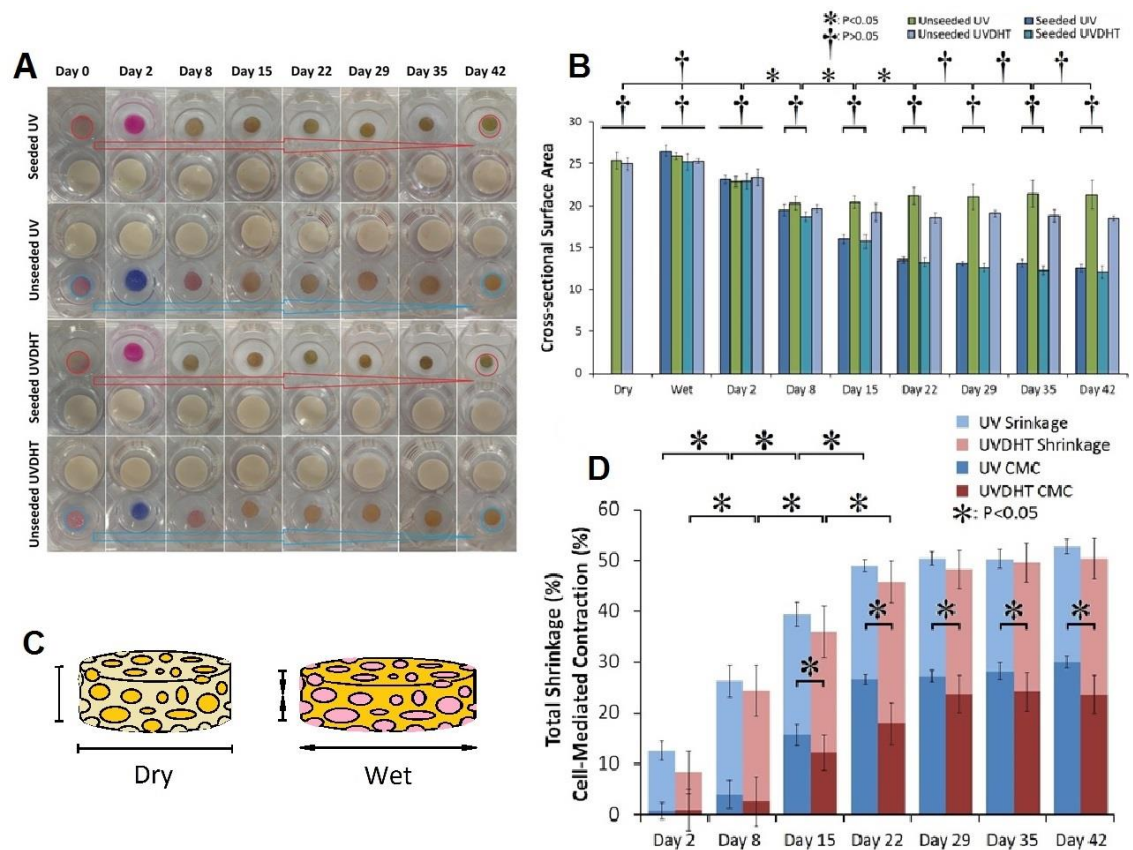 A
Day 0 Day 2 Day 8 Day 15 Day 22 Day 29 Day 35 Day 42
Seeded UV
Unseeded UV
Seeded UVDHT
Unseeded UVDHT
B
*: P<0.05
†: P>0.05
Unseeded UV Seeded UV
Unseeded UVDHT Seeded UVDHT
† * * * † † †
† † † † † † † † †
Cross-sectional Surface Area
30
25
20
15
10
5
0
Dry Wet Day 2 Day 8 Day 15 Day 22 Day 29 Day 35 Day 42
C
Dry Wet
D
UV Srinkage
UVDHT Shrinkage
UV CMC
UVDHT CMC
*: P<0.05
* * *
* * *
* * * * *
Total Shrinkage (%)
Cell-Mediated Contraction (%)
60
50
40
30
20
10
0
Day 2 Day 8 Day 15 Day 22 Day 29 Day 35 Day 42